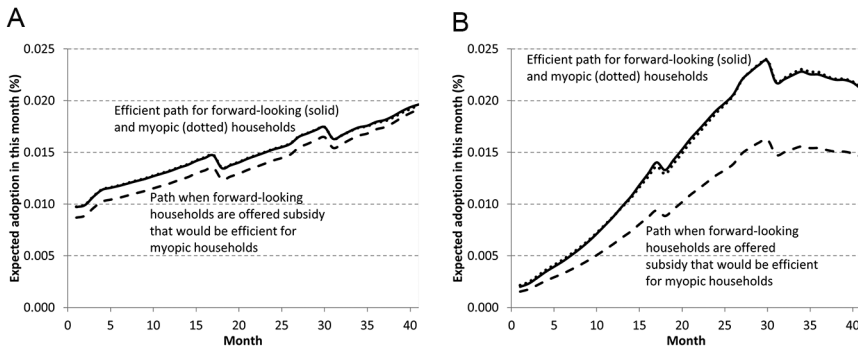 A
Expected adoption in this month (%)
0.025
0.020
0.015
0.010
0.005
0.000
Efficient path for forward-looking (solid)
and myopic (dotted) households
Path when forward-looking
households are offered subsidy
that would be efficient for
myopic households
0 5 10 15 20 25 30 35 40
Month
B
Expected adoption in this month (%)
0.025
0.020
0.015
0.010
0.005
0.000
Efficient path for forward-looking (solid)
and myopic (dotted) households
Path when forward-looking
households are offered
subsidy that would be efficient
for myopic households
0 5 10 15 20 25 30 35 40
Month